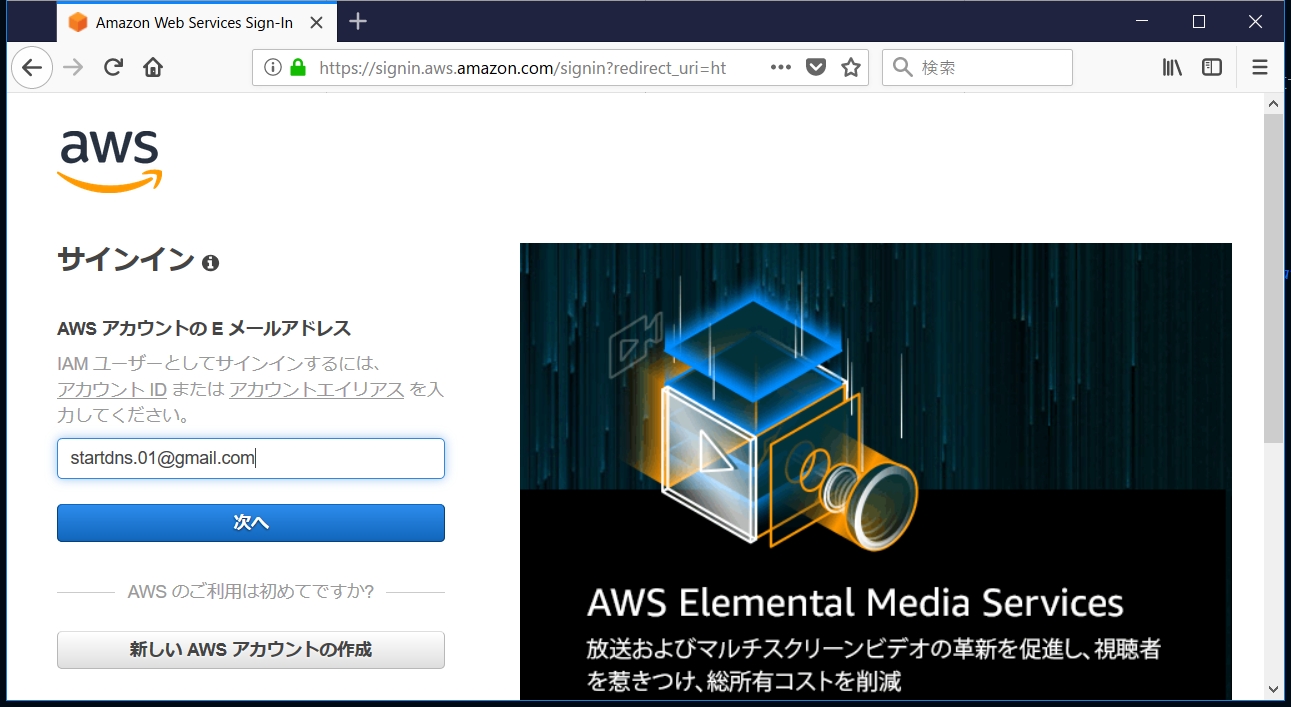 Amazon Web Services Sign-In
https://signin.aws.amazon.com/signin?redirect_uri=ht
検索
aws
サインイン
AWS アカウントの E メールアドレス
IAM ユーザーとしてサインインするには、
アカウント ID または アカウントエイリアス を入
力してください。
startdns.01@gmail.com
次へ
AWS のご利用は初めてですか?
新しい AWS アカウントの作成
AWS Elemental Media Services
放送およびマルチスクリーンビデオの革新を促進し、視聴者
を惹きつけ、総所有コストを削減